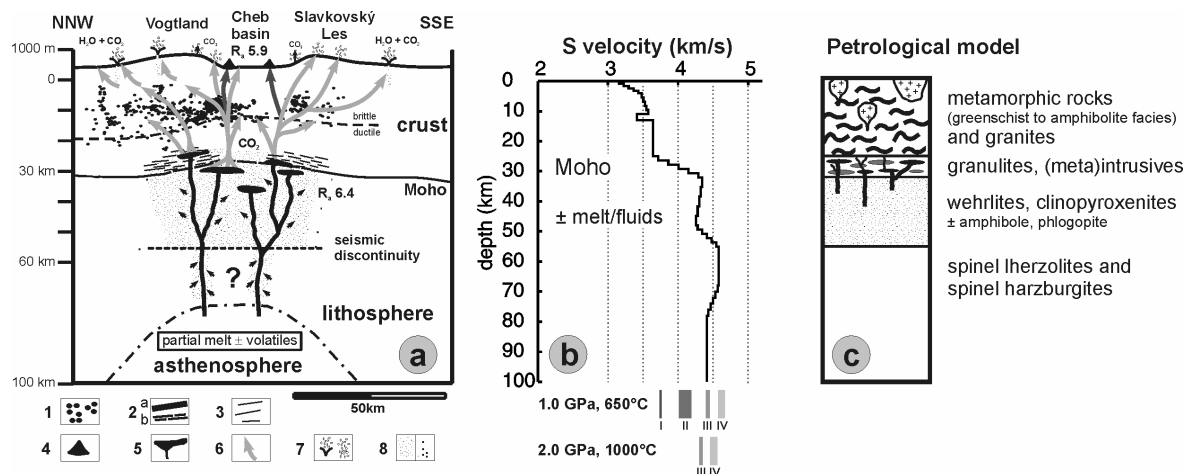 NNW
Vogtland
Cheb
basin
Rₐ 5.9
Slavkovský
Les
SSE
H₂O + CO₂
CO₂
CO₂
H₂O + CO₂
1000 m
0
30 km
60 km
100 km
brittle
ductile
crust
CO₂
Moho
Rₐ 6.4
seismic
discontinuity
?
lithosphere
partial melt ± volatiles
asthenosphere
a
50km
1
2
a
b
3
4
5
6
7
8
S velocity (km/s)
2
3
4
5
depth (km)
0
10
20
30
40
50
60
70
80
90
100
Moho
± melt/fluids
b
1.0 GPa, 650°C
I
II
III
IV
2.0 GPa, 1000°C
III
IV
Petrological model
metamorphic rocks
(greenschist to amphibolite facies)
and granites
granulites, (meta)intrusives
wehrlites, clinopyroxenites
± amphibole, phlogopite
spinel lherzolites and
spinel harzburgites
c